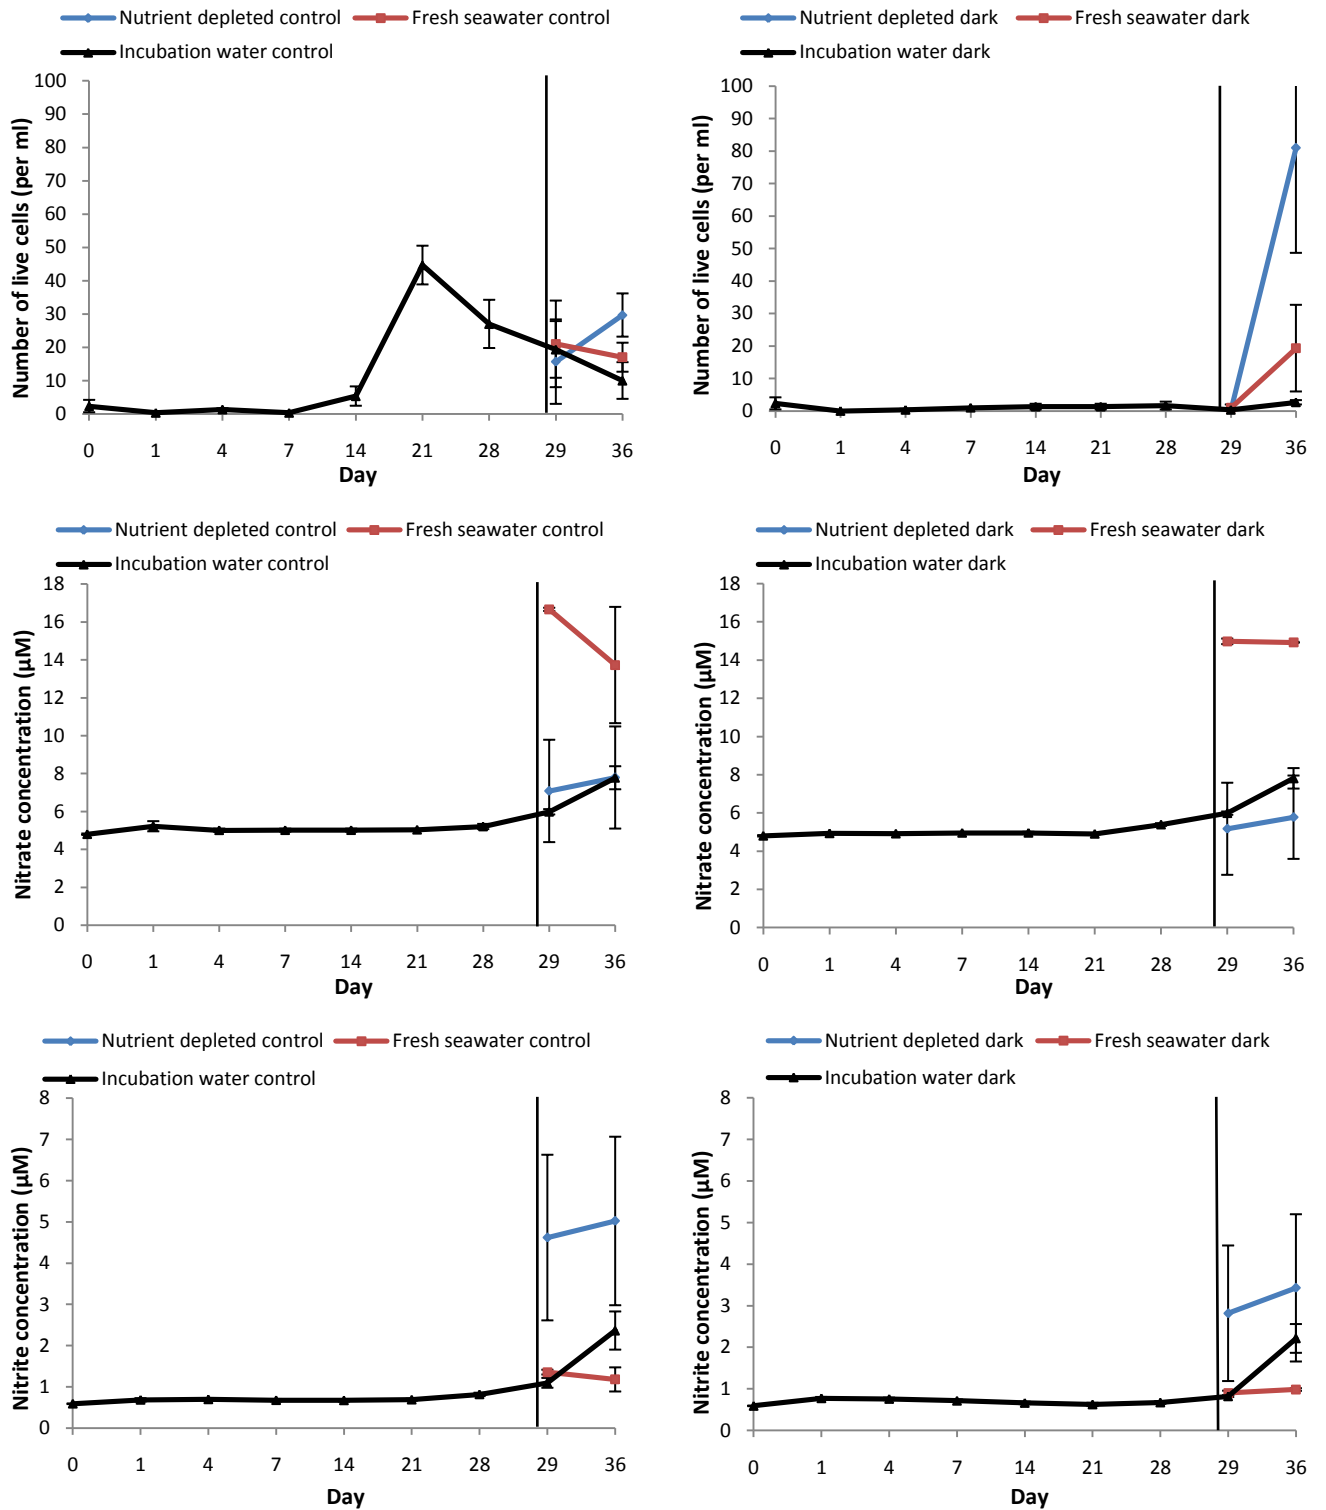 Nutrient depleted control Fresh seawater control
Incubation water control
100
90
80
70
60
50
40
30
20
10
0
Number of live cells (per ml)
0 1 4 7 14 21 28 29 36
Day
Nutrient depleted dark Fresh seawater dark
Incubation water dark
100
90
80
70
60
50
40
30
20
10
0
Number of live cells (per ml)
0 1 4 7 14 21 28 29 36
Day
Nutrient depleted control Fresh seawater control
Incubation water control
18
16
14
12
10
8
6
4
2
0
Nitrate concentration (µM)
0 1 4 7 14 21 28 29 36
Day
Nutrient depleted dark Fresh seawater dark
Incubation water dark
18
16
14
12
10
8
6
4
2
0
Nitrate concentration (µM)
0 1 4 7 14 21 28 29 36
Day
Nutrient depleted control Fresh seawater control
Incubation water control
8
7
6
5
4
3
2
1
0
Nitrite concentration (µM)
0 1 4 7 14 21 28 29 36
Day
Nutrient depleted dark Fresh seawater dark
Incubation water dark
8
7
6
5
4
3
2
1
0
Nitrite concentration (µM)
0 1 4 7 14 21 28 29 36
Day